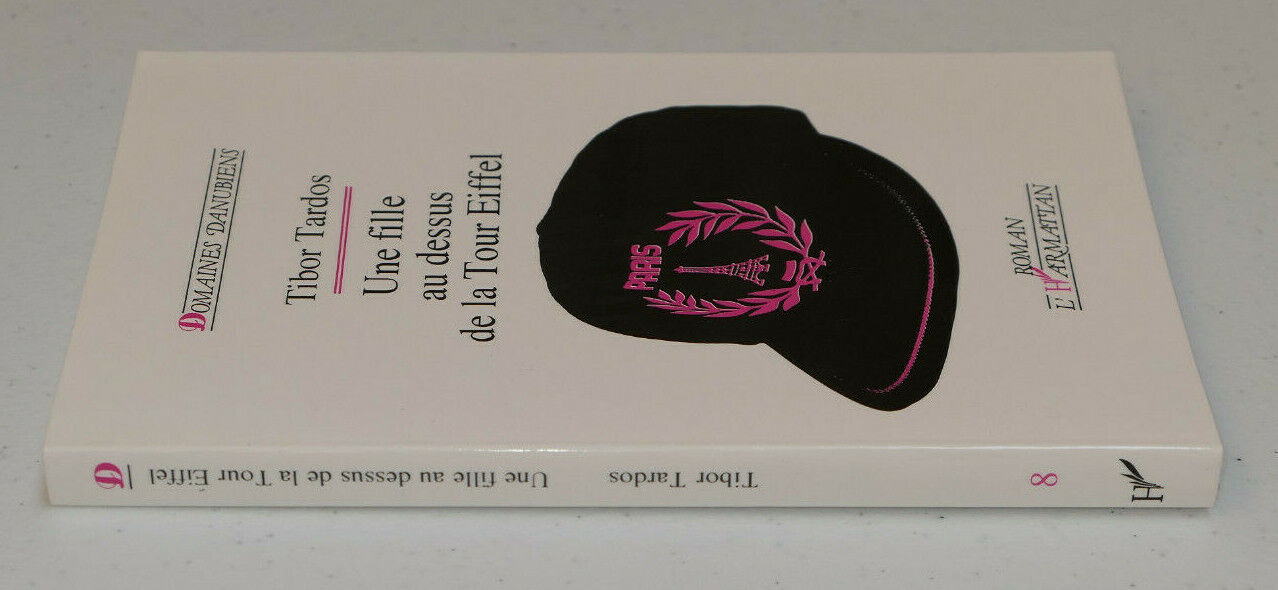 DOMAINES DANUBIENS
Tibor Tardos
Une fille
au dessus
de la Tour Eiffel
PARIS
ROMAN
L'HARMATTAN
D
Une fille au dessus de la Tour Eiffel
Tibor Tardos
8
H